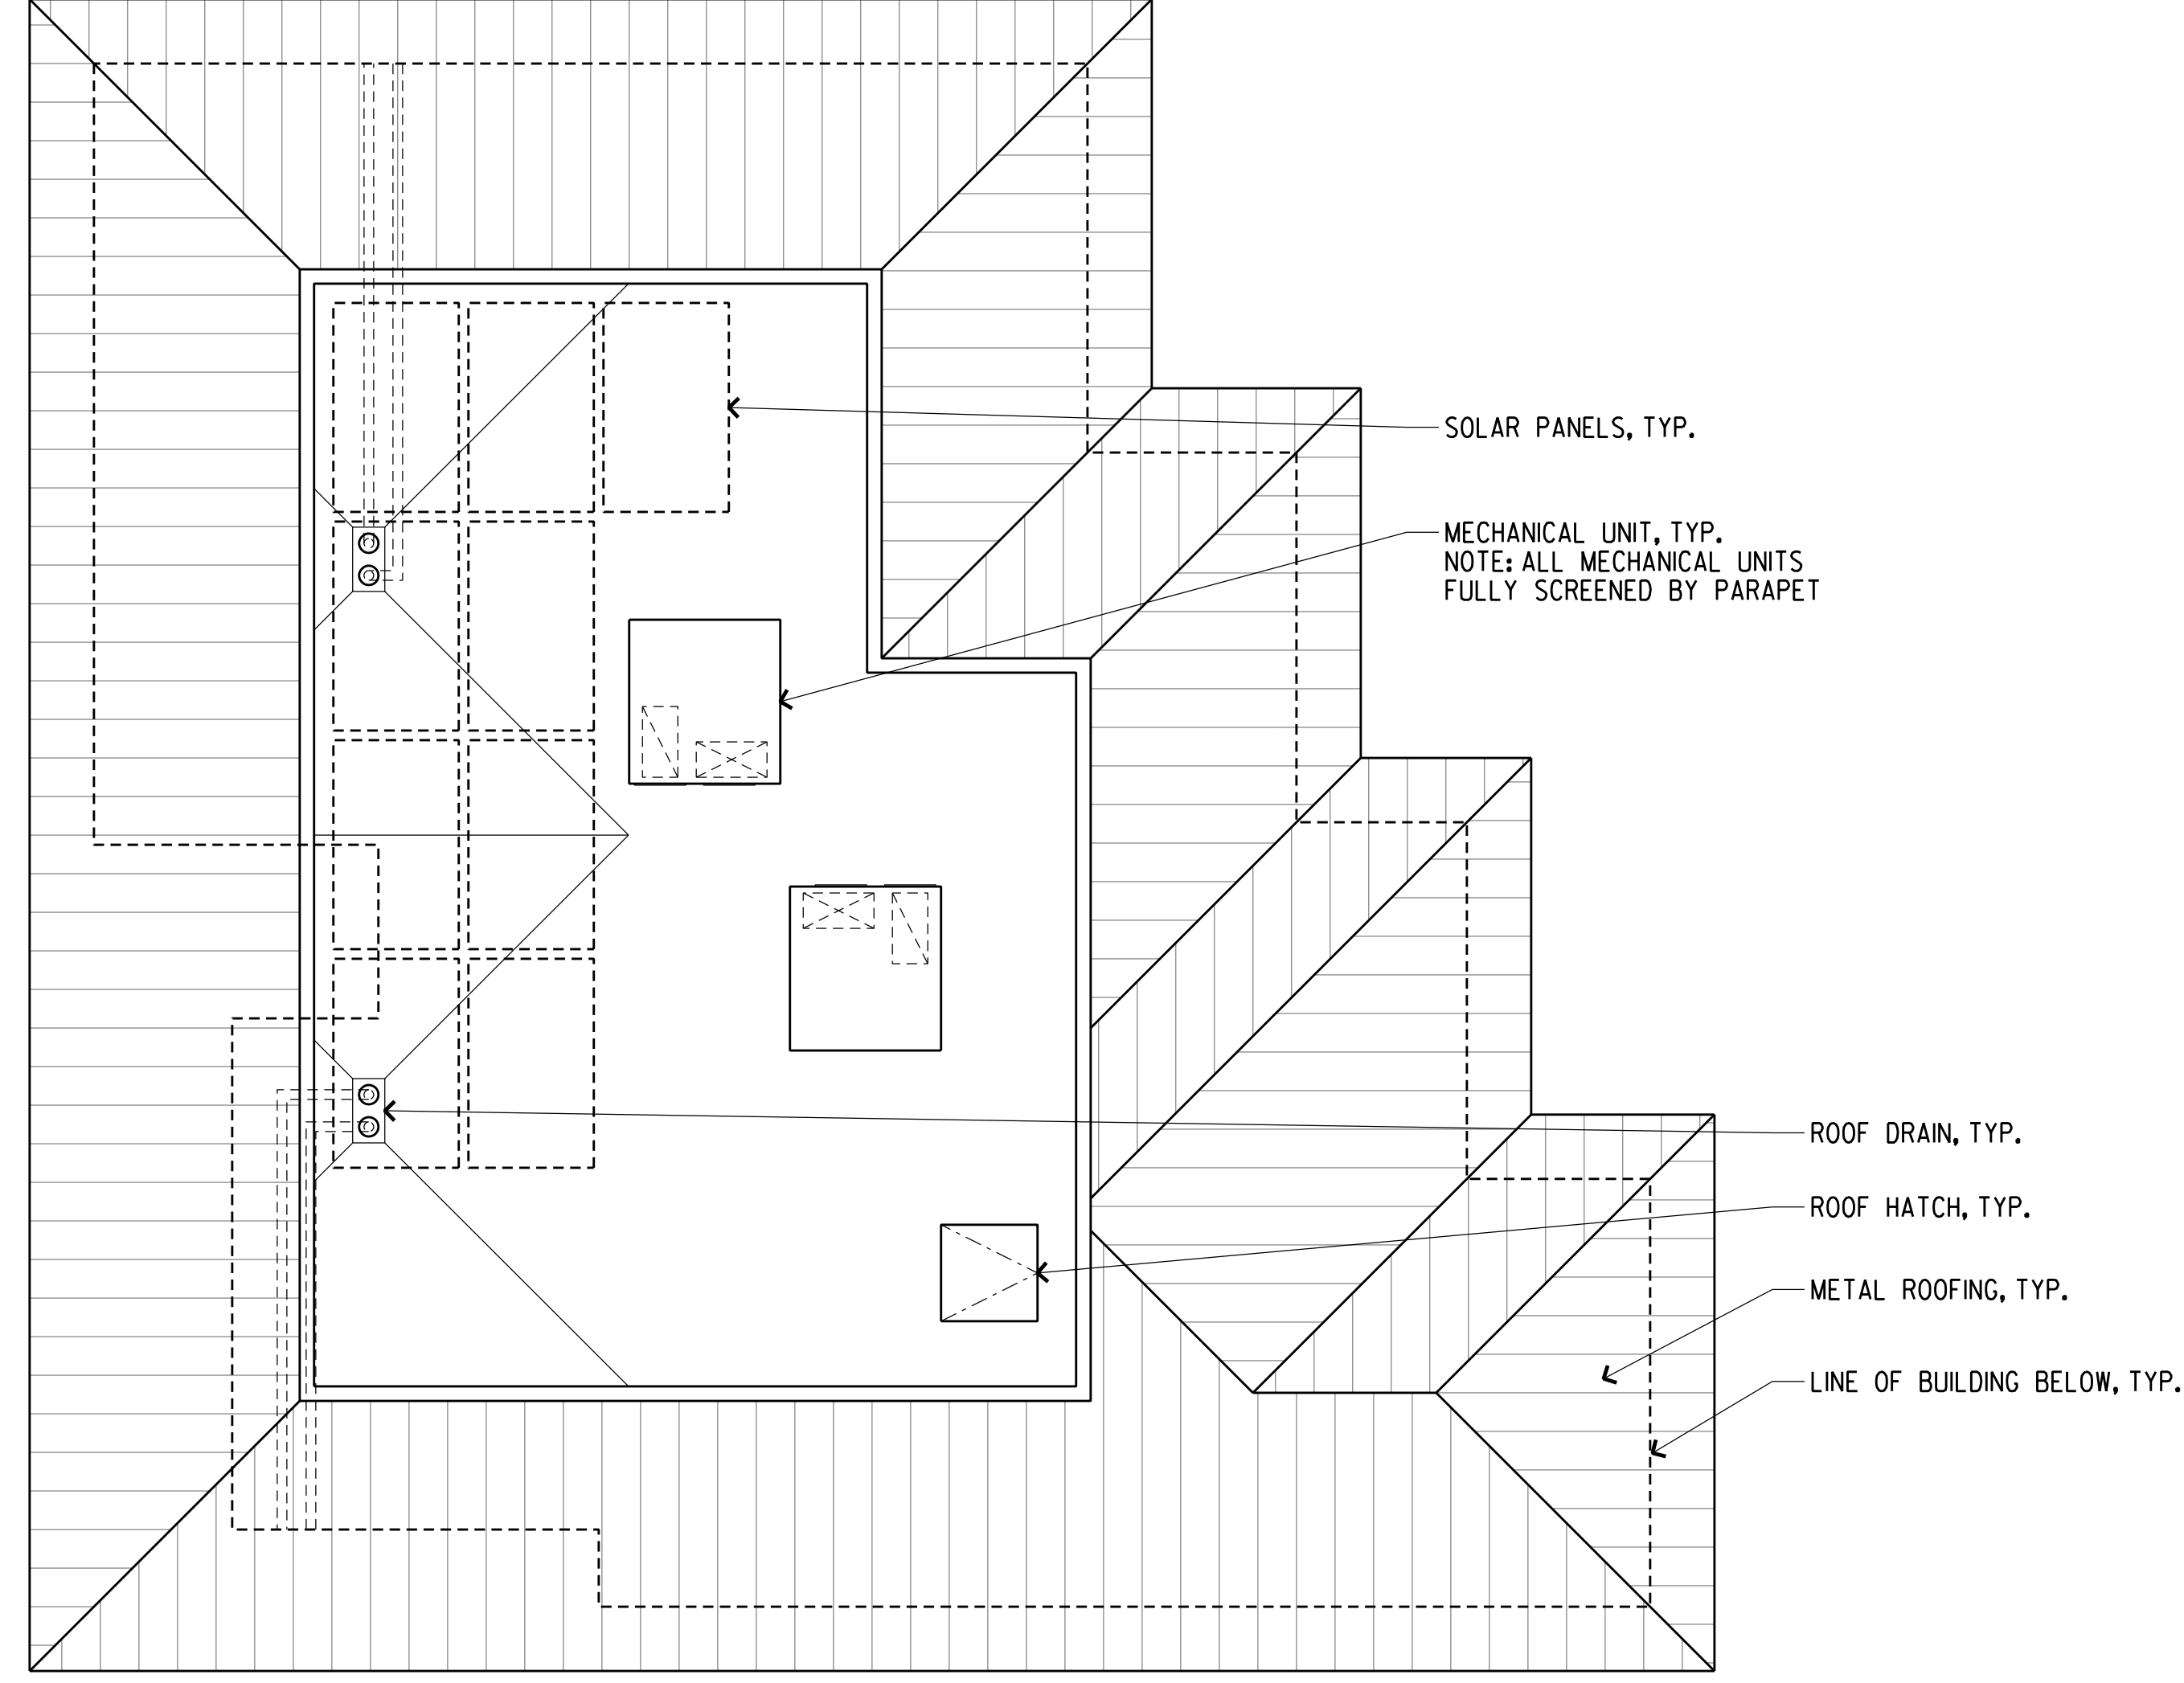 SOLAR PANELS, TYP.
MECHANICAL UNIT, TYP.
NOTE: ALL MECHANICAL UNITS
FULLY SCREENED BY PARAPET
ROOF DRAIN, TYP.
ROOF HATCH, TYP.
METAL ROOFING, TYP.
LINE OF BUILDING BELOW, TYP.